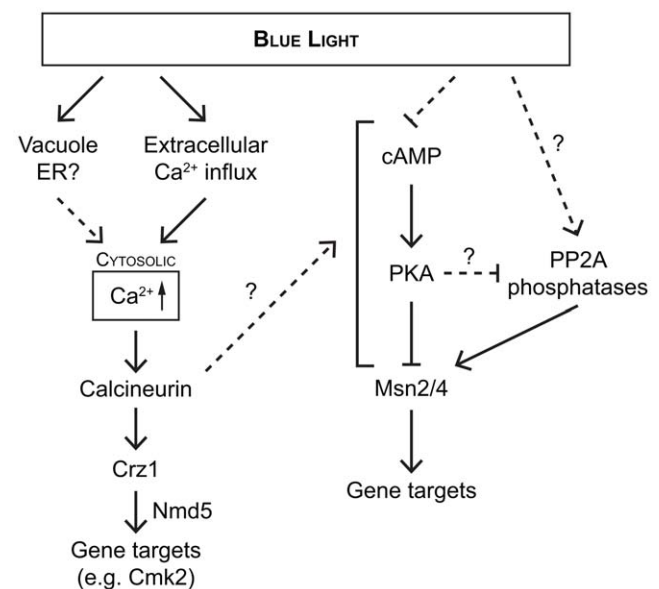 BLUE LIGHT
Vacuole
ER?
Extracellular
Ca²⁺ influx
CYTOSOLIC
Ca²⁺
Calcineurin
Crz1
Nmd5
Gene targets
(e.g. Cmk2)
?
cAMP
PKA
?
Msn2/4
Gene targets
?
PP2A
phosphatases